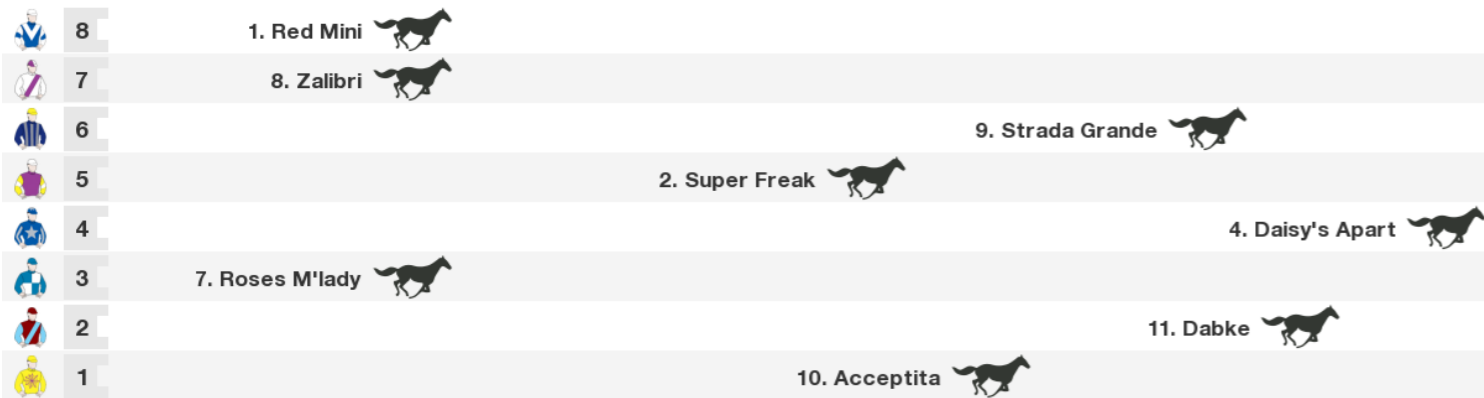 8 1. Red Mini
7 8. Zalibri
6 9. Strada Grande
5 2. Super Freak
4 4. Daisy's Apart
3 7. Roses M'lady
2 11. Dabke
1 10. Acceptita